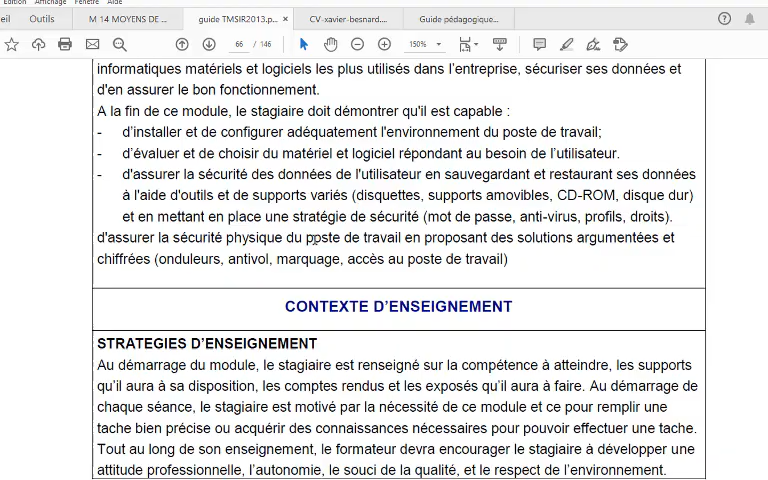 Edition Affichage Fenêtre Aide
eil Outils M 14 MOYENS DE ... guide TMSIR2013.p... × CV-xavier-besnard.... Guide pédagogique...
66 / 146 150%
informatiques matériels et logiciels les plus utilisés dans l'entreprise, sécuriser ses données et
d'en assurer le bon fonctionnement.
A la fin de ce module, le stagiaire doit démontrer qu'il est capable :
- d'installer et de configurer adéquatement l'environnement du poste de travail;
- d'évaluer et de choisir du matériel et logiciel répondant au besoin de l'utilisateur.
- d'assurer la sécurité des données de l'utilisateur en sauvegardant et restaurant ses données
à l'aide d'outils et de supports variés (disquettes, supports amovibles, CD-ROM, disque dur)
et en mettant en place une stratégie de sécurité (mot de passe, anti-virus, profils, droits).
d'assurer la sécurité physique du poste de travail en proposant des solutions argumentées et
chiffrées (onduleurs, antivol, marquage, accès au poste de travail)
CONTEXTE D'ENSEIGNEMENT
STRATEGIES D'ENSEIGNEMENT
Au démarrage du module, le stagiaire est renseigné sur la compétence à atteindre, les supports
qu'il aura à sa disposition, les comptes rendus et les exposés qu'il aura à faire. Au démarrage de
chaque séance, le stagiaire est motivé par la nécessité de ce module et ce pour remplir une
tache bien précise ou acquérir des connaissances nécessaires pour pouvoir effectuer une tache.
Tout au long de son enseignement, le formateur devra encourager le stagiaire à développer une
attitude professionnelle, l'autonomie, le souci de la qualité, et le respect de l'environnement.